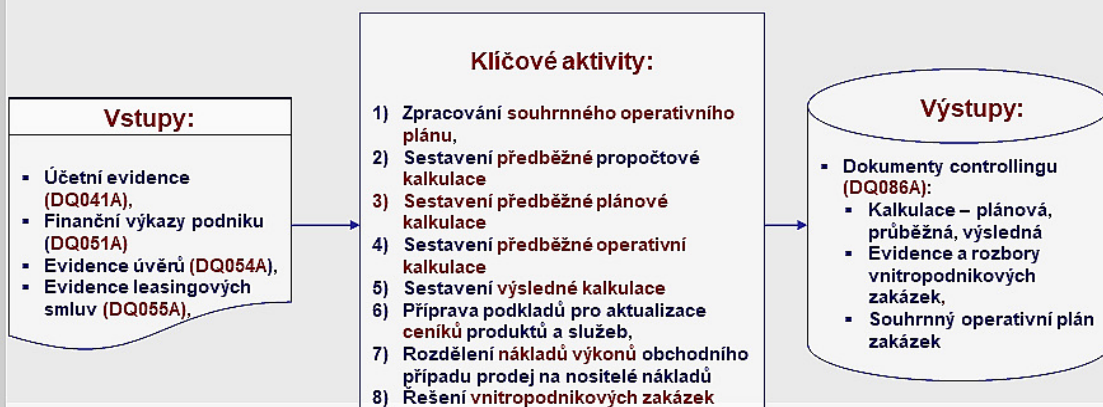 Vstupy:
▪ Účetní evidence
(DQ041A),
▪ Finanční výkazy podniku
(DQ051A)
▪ Evidence úvěrů (DQ054A),
▪ Evidence leasingových
smluv (DQ055A),
Klíčové aktivity:
1) Zpracování souhrnného operativního
plánu,
2) Sestavení předběžné propočtové
kalkulace
3) Sestavení předběžné plánové
kalkulace
4) Sestavení předběžné operativní
kalkulace
5) Sestavení výsledné kalkulace
6) Příprava podkladů pro aktualizace
ceníků produktů a služeb,
7) Rozdělení nákladů výkonů obchodního
případu prodej na nositelé nákladů
8) Řešení vnitropodnikových zakázek
Výstupy:
▪ Dokumenty controllingu
(DQ086A):
▪ Kalkulace – plánová,
průběžná, výsledná
▪ Evidence a rozbory
vnitropodnikových
zakázek,
▪ Souhrnný operativní plán
zakázek